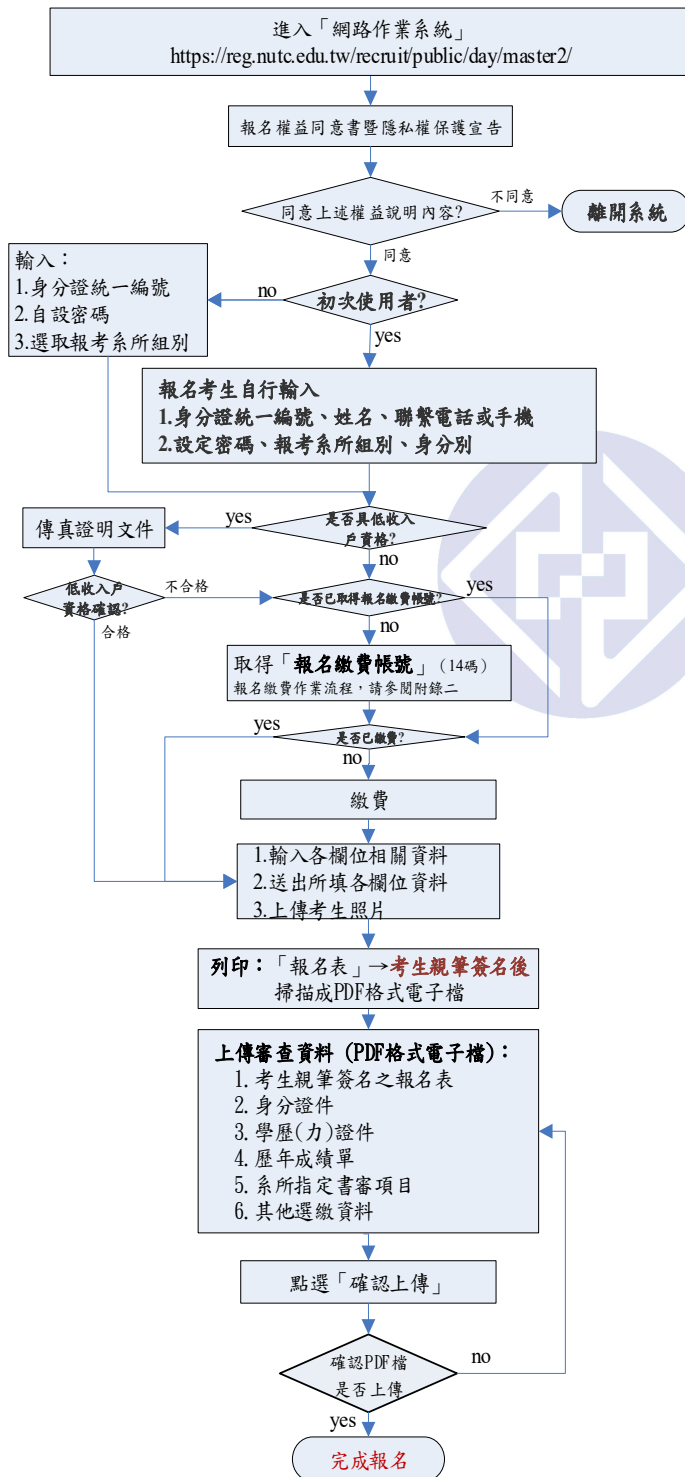 進入「網路作業系統」
https://reg.nutc.edu.tw/recruit/public/day/master2/
報名權益同意書暨隱私權保護宣告
同意上述權益說明內容?
不同意
離開系統
同意
初次使用者?
no
yes
輸入：
1.身分證統一編號
2.自設密碼
3.選取報考系所組別
報名考生自行輸入
1.身分證統一編號、姓名、聯繫電話或手機
2.設定密碼、報考系所組別、身分別
是否具低收入
戶資格?
yes
no
傳真證明文件
低收入戶
資格確認?
不合格
合格
是否已取得報名繳費帳號?
yes
no
取得「報名繳費帳號」（14碼）
報名繳費作業流程，請參閱附錄二
是否已繳費?
yes
no
繳費
1.輸入各欄位相關資料
2.送出所填各欄位資料
3.上傳考生照片
列印：「報名表」→考生親筆簽名後
掃描成PDF格式電子檔
上傳審查資料 (PDF格式電子檔)：
1. 考生親筆簽名之報名表
2. 身分證件
3. 學歷(力)證件
4. 歷年成績單
5. 系所指定書審項目
6. 其他選繳資料
點選「確認上傳」
確認PDF檔
是否上傳
no
yes
完成報名